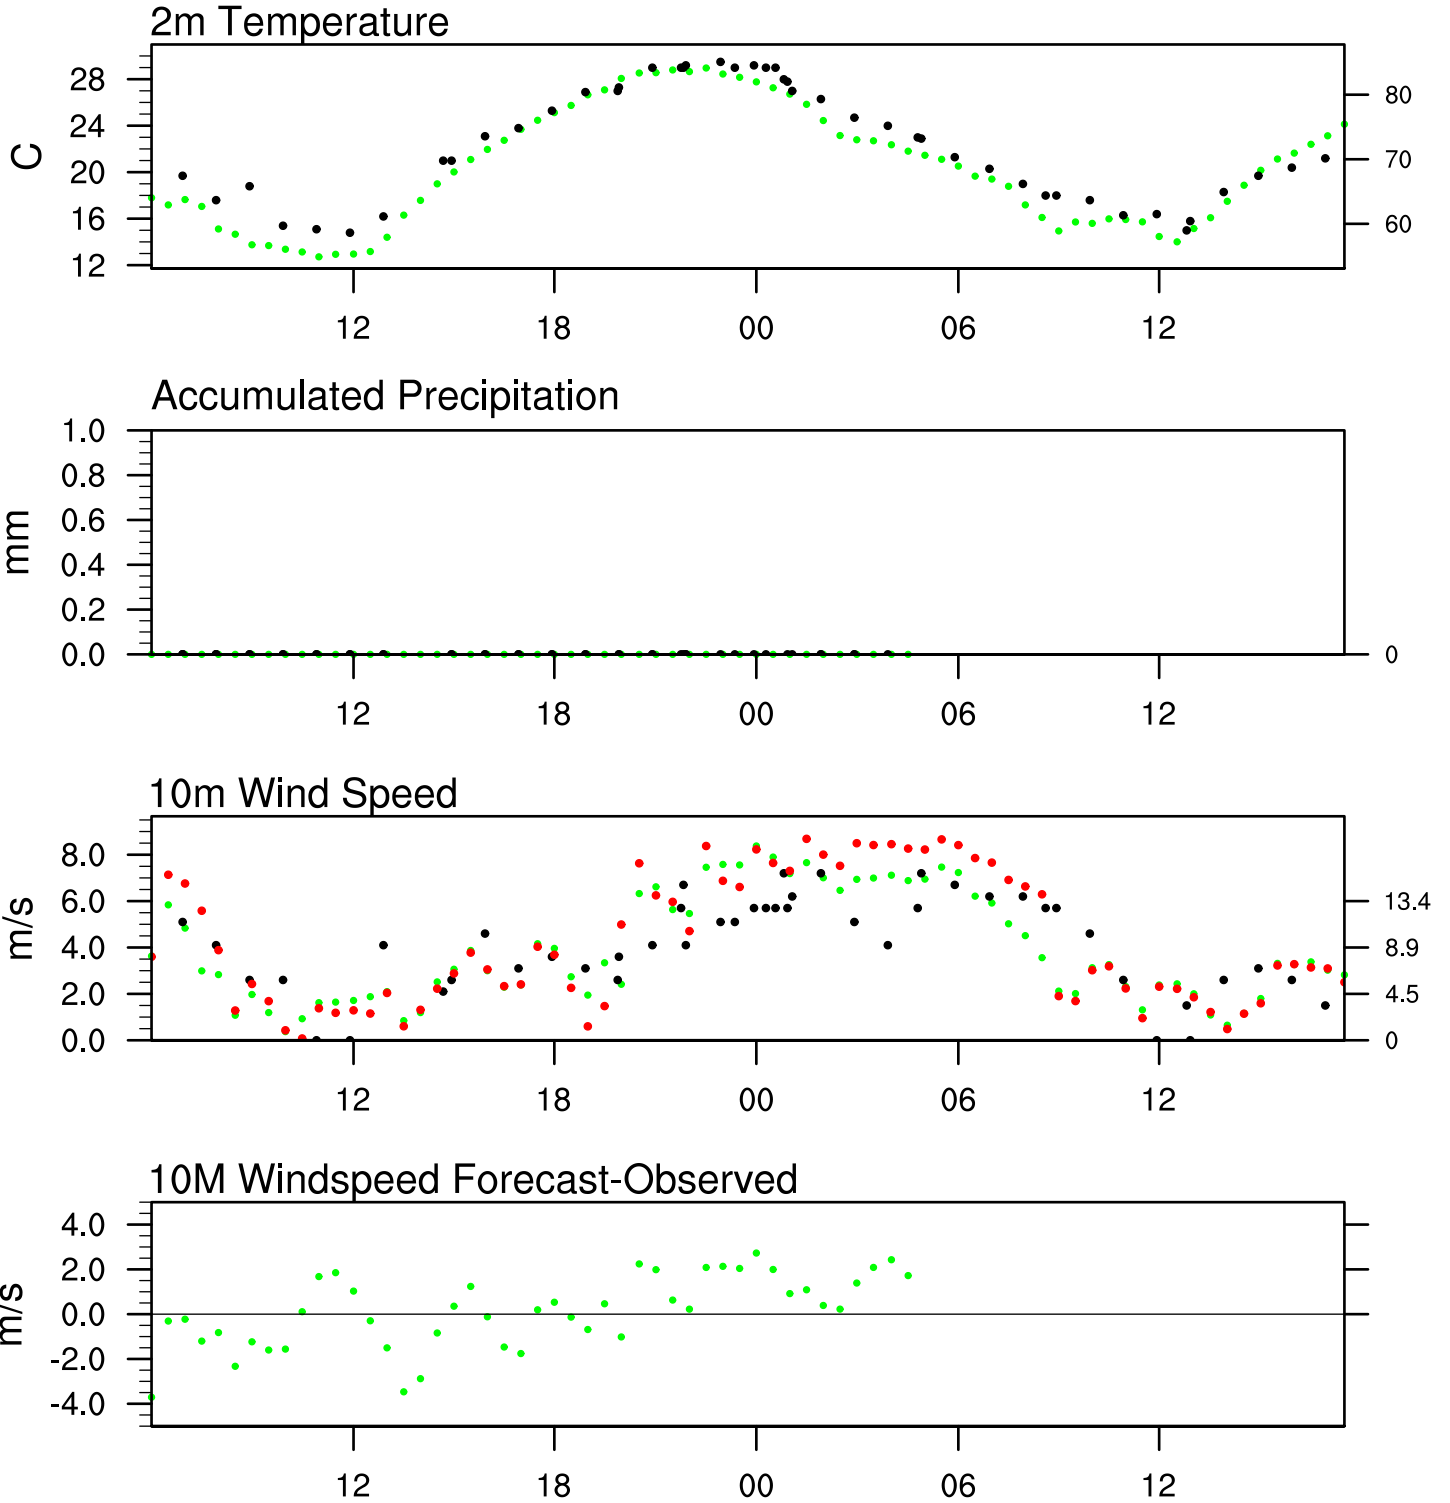 2m Temperature
28
24
20
16
12
C
80
70
60
12 18 00 06 12
Accumulated Precipitation
1.0
0.8
0.6
0.4
0.2
0.0
mm
0
12 18 00 06 12
10m Wind Speed
8.0
6.0
4.0
2.0
0.0
m/s
13.4
8.9
4.5
0
12 18 00 06 12
10M Windspeed Forecast-Observed
4.0
2.0
0.0
-2.0
-4.0
m/s
12 18 00 06 12